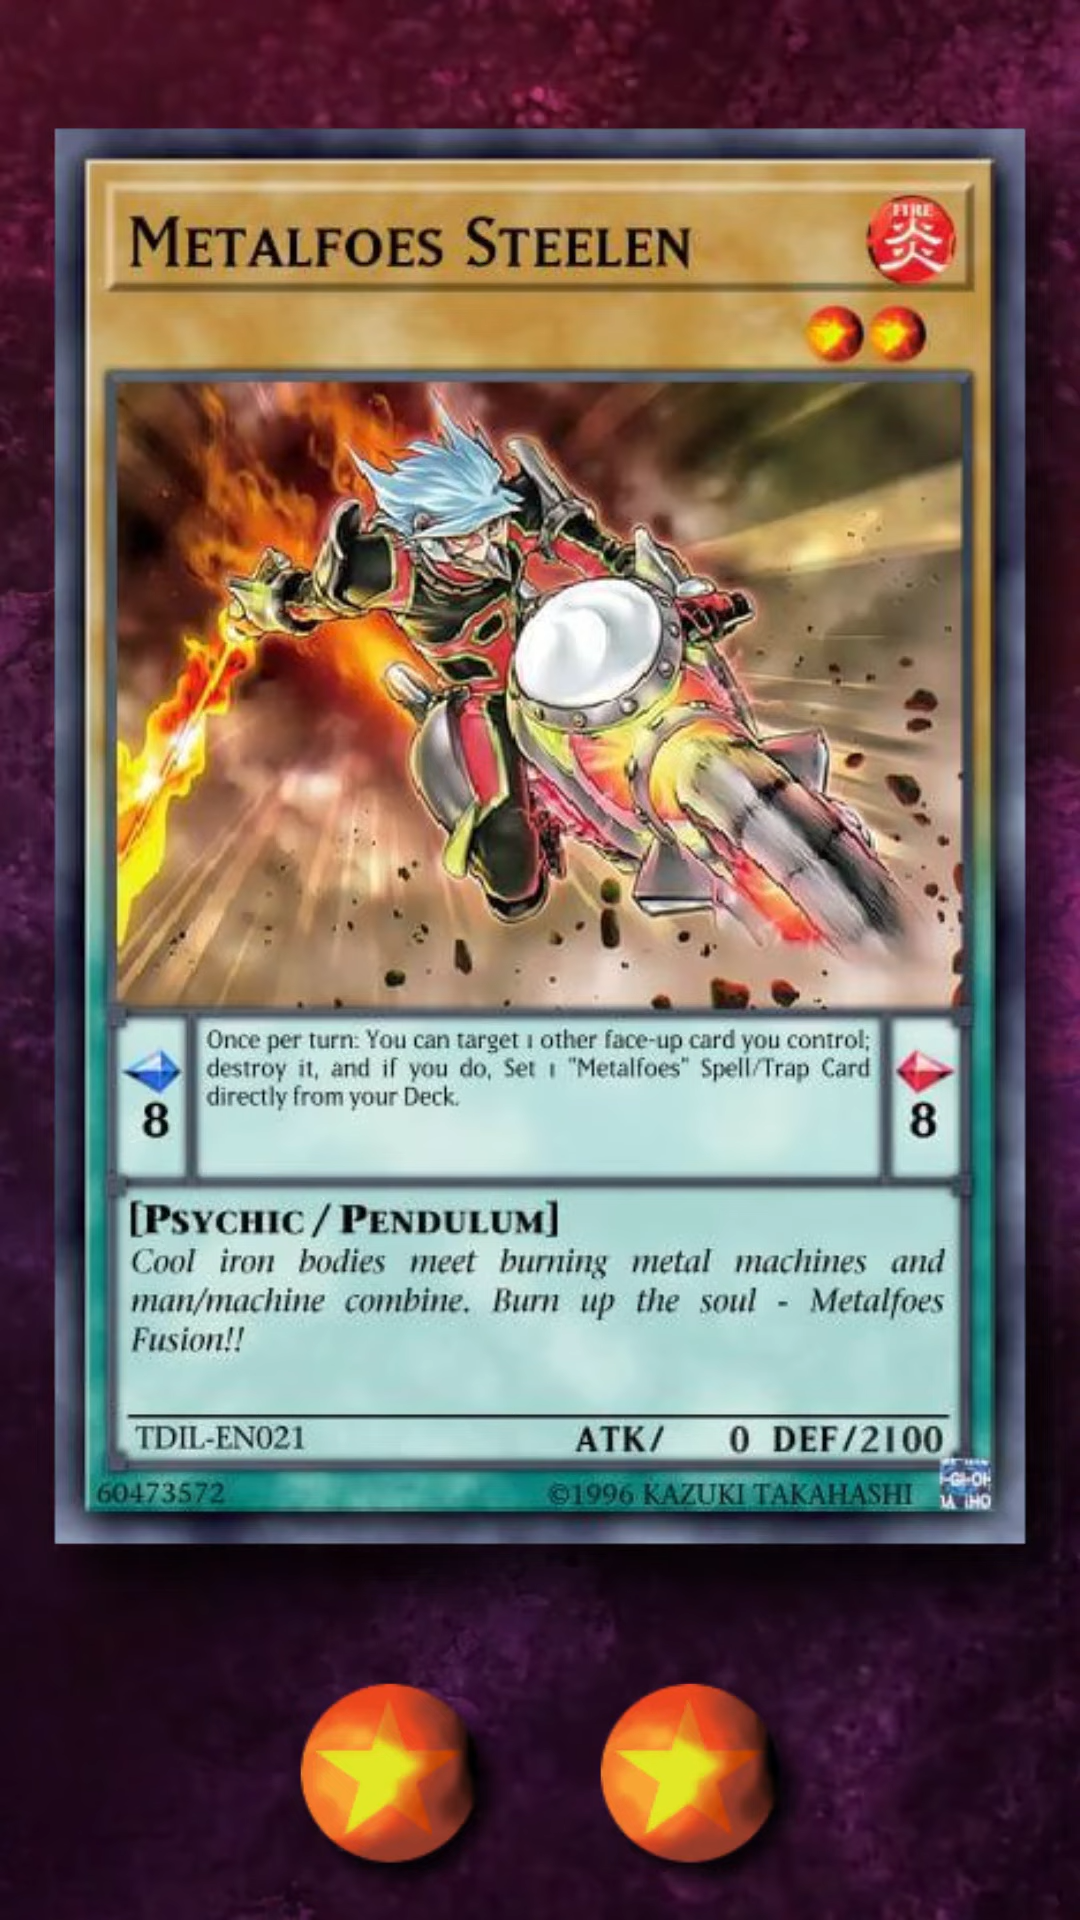 METALFOES STEELEN
FIRE
炎
Once per turn: You can target 1 other face-up card you control;
destroy it, and if you do, Set 1 "Metalfoes" Spell/Trap Card
directly from your Deck.
8
8
[PSYCHIC / PENDULUM]
Cool iron bodies meet burning metal machines and
man/machine combine. Burn up the soul - Metalfoes
Fusion!!
TDIL-EN021 ATK/ 0 DEF/2100
60473572 ©1996 KAZUKI TAKAHASHI